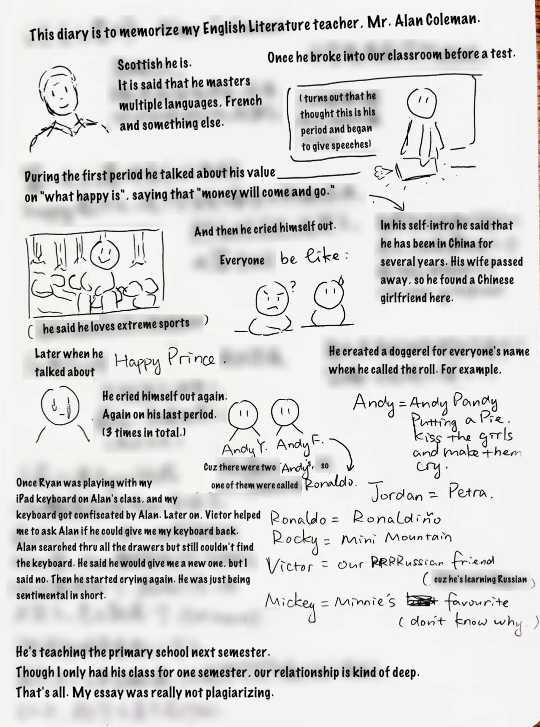 This diary is to memorize my English Literature teacher, Mr. Alan Coleman.
Scottish he is.
It is said that he masters
multiple languages, French
and something else.
Once he broke into our classroom before a test.
(turns out that he
thought this is his
period and began
to give speeches)
During the first period he talked about his value
on "what happy is", saying that "money will come and go."
And then he cried himself out.
Everyone be like:
?
(he said he loves extreme sports)
In his self-intro he said that
he has been in China for
several years. His wife passed
away, so he found a Chinese
girlfriend here.
Later when he
talked about Happy Prince.
He cried himself out again.
Again on his last period.
(3 times in total.)
Andy Y. Andy F.
Cuz there were two "Andy"s, so
one of them were called Ronaldo.
He created a doggerel for everyone's name
when he called the roll. For example,
Andy = Andy Pandy
Putting a Pie.
Kiss the girls
and make them
cry.
Jordan = Petra.
Ronaldo = Ronaldiño
Rocky = Mini Mountain
Victor = our RRRRussian friend
(cuz he's learning Russian)
Mickey = Minnie's favourite
(don't know why.)
Once Ryan was playing with my
iPad keyboard on Alan's class, and my
keyboard got confiscated by Alan. Later on, Victor helped
me to ask Alan if he could give me my keyboard back.
Alan searched thru all the drawers but still couldn't find
the keyboard. He said he would give me a new one, but I
said no. Then he started crying again. He was just being
sentimental in short.
He's teaching the primary school next semester.
Though I only had his class for one semester, our relationship is kind of deep.
That's all. My essay was really not plagiarizing.